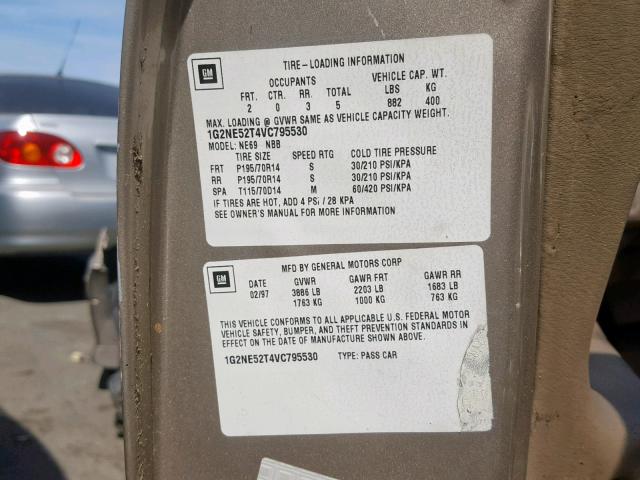 GM
TIRE-LOADING INFORMATION
OCCUPANTS VEHICLE CAP. WT.
FRT. CTR. RR. TOTAL LBS KG
2 0 3 5 882 400
MAX. LOADING @ GVWR SAME AS VEHICLE CAPACITY WEIGHT.
1G2NE52T4VC795530
MODEL: NE69 NBB
TIRE SIZE SPEED RTG COLD TIRE PRESSURE
FRT P195/70R14 S 30/210 PSI/KPA
RR P195/70R14 S 30/210 PSI/KPA
SPA T115/70D14 M 60/420 PSI/KPA
IF TIRES ARE HOT, ADD 4 PSI / 28 KPA
SEE OWNER'S MANUAL FOR MORE INFORMATION
GM
MFD BY GENERAL MOTORS CORP
DATE GVWR GAWR FRT GAWR RR
02/97 3886 LB 2203 LB 1683 LB
1763 KG 1000 KG 763 KG
THIS VEHICLE CONFORMS TO ALL APPLICABLE U.S. FEDERAL MOTOR
VEHICLE SAFETY, BUMPER, AND THEFT PREVENTION STANDARDS IN
EFFECT ON THE DATE OF MANUFACTURE SHOWN ABOVE.
1G2NE52T4VC795530 TYPE: PASS CAR